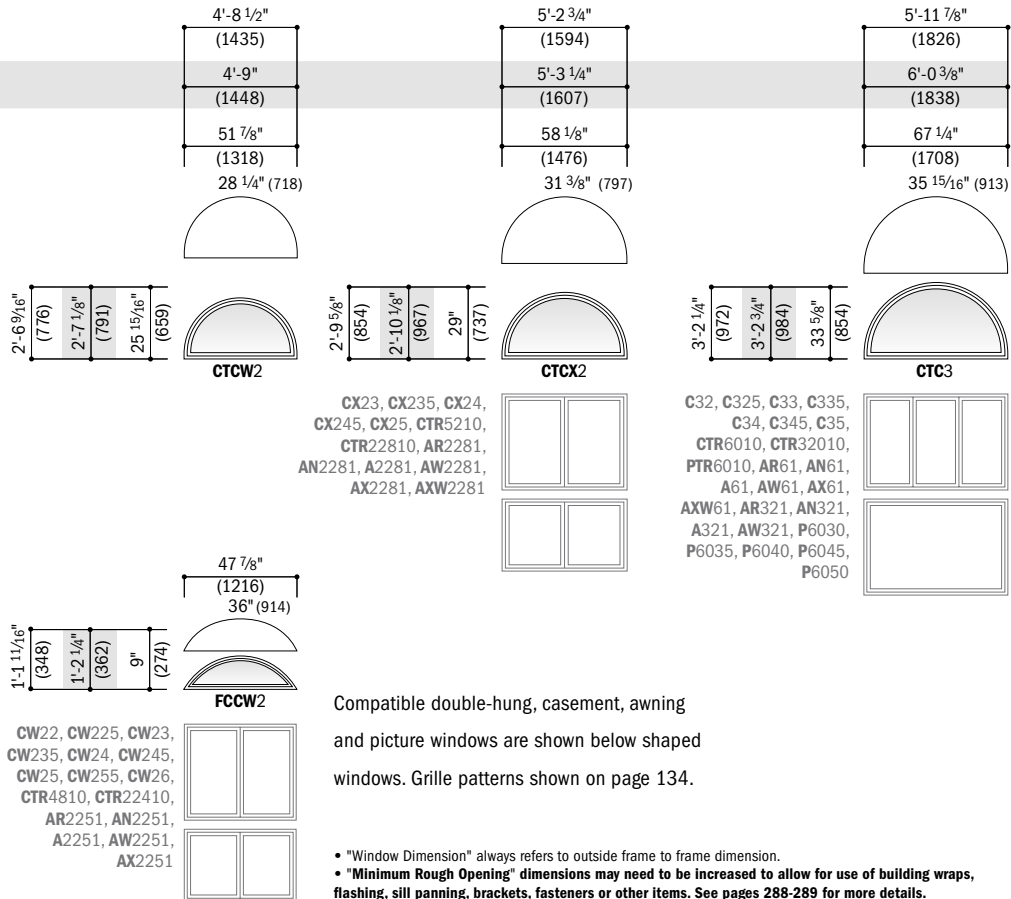 4'-8 1/2" 5'-2 3/4" 5'-11 7/8"
(1435) (1594) (1826)
4'-9" 5'-3 1/4" 6'-0 3/8"
(1448) (1607) (1838)
51 7/8" 58 1/8" 67 1/4"
(1318) (1476) (1708)
28 1/4" (718) 31 3/8" (797) 35 15/16" (913)
2'-6 9/16"
(776)
2'-7 1/8"
(791)
25 15/16"
(659)
CTCW2
2'-9 5/8"
(854)
2'-10 1/8"
(967)
29"
(737)
CTCX2
3'-2 1/4"
(972)
3'-2 3/4"
(984)
33 5/8"
(854)
CTC3
CX23, CX235, CX24,
CX245, CX25, CTR5210,
CTR22810, AR2281,
AN2281, A2281, AW2281,
AX2281, AXW2281
C32, C325, C33, C335,
C34, C345, C35,
CTR6010, CTR32010,
PTR6010, AR61, AN61,
A61, AW61, AX61,
AXW61, AR321, AN321,
A321, AW321, P6030,
P6035, P6040, P6045,
P6050
47 7/8"
(1216)
36" (914)
1'-1 11/16"
(348)
1'-2 1/4"
(362)
9"
(274)
FCCW2
CW22, CW225, CW23,
CW235, CW24, CW245,
CW25, CW255, CW26,
CTR4810, CTR22410,
AR2251, AN2251,
A2251, AW2251,
AX2251
Compatible double-hung, casement, awning
and picture windows are shown below shaped
windows. Grille patterns shown on page 134.
• "Window Dimension" always refers to outside frame to frame dimension.
• "Minimum Rough Opening" dimensions may need to be increased to allow for use of building wraps,
flashing, sill panning, brackets, fasteners or other items. See pages 288-289 for more details.